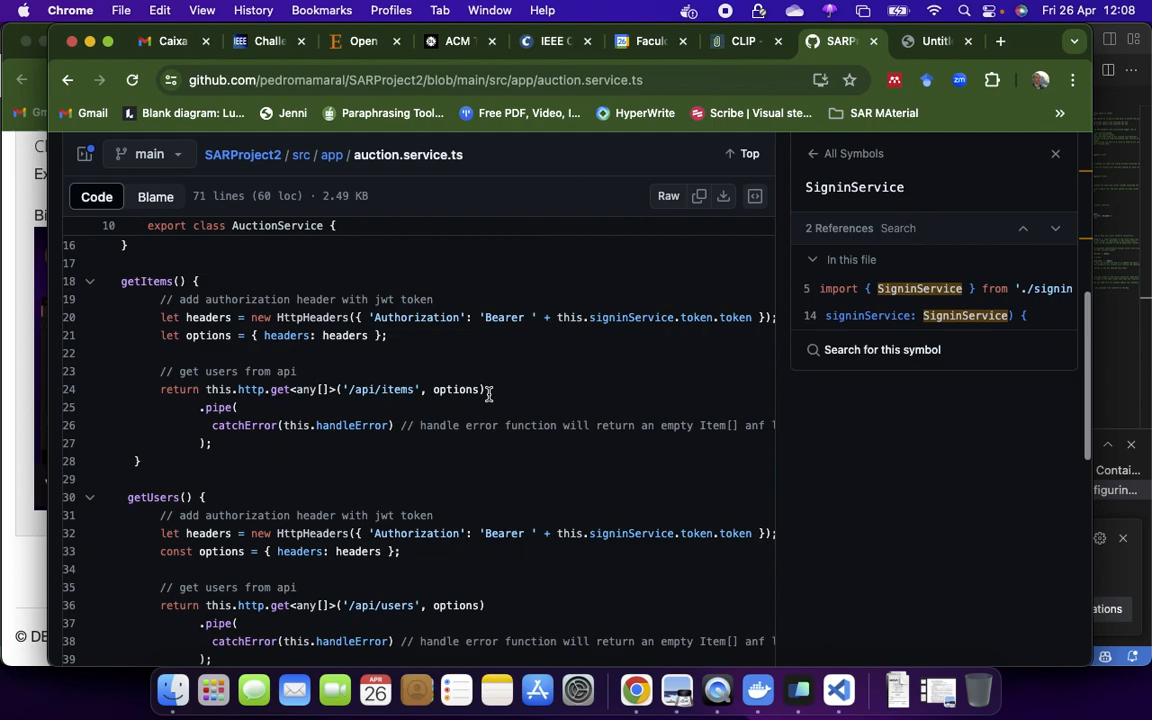 Chrome File Edit View History Bookmarks Profiles Tab Window Help Fri 26 Apr 12:08
Caixa Challe Open ACM T IEEE C 26 Facul CLIP - SARP Untitl
github.com/pedromamaral/SARProject2/blob/main/src/app/auction.service.ts
Gmail Blank diagram: Lu... Jenni Paraphrasing Tool... Free PDF, Video, I... HyperWrite Scribe | Visual ste... SAR MAterial
main SARProject2 / src / app / auction.service.ts Top
Code Blame 71 lines (60 loc) · 2.49 KB Raw
10 export class AuctionService {
16 }
17
18 getItems() {
19 // add authorization header with jwt token
20 let headers = new HttpHeaders({ 'Authorization': 'Bearer ' + this.signinService.token.token });
21 let options = { headers: headers };
22
23 // get users from api
24 return this.http.get<any[]>('/api/items', options)
25 .pipe(
26 catchError(this.handleError) // handle error function will return an empty Item[] anf l
27 );
28 }
29
30 getUsers() {
31 // add authorization header with jwt token
32 let headers = new HttpHeaders({ 'Authorization': 'Bearer ' + this.signinService.token.token });
33 const options = { headers: headers };
34
35 // get users from api
36 return this.http.get<any[]>('/api/users', options)
37 .pipe(
38 catchError(this.handleError) // handle error function will return an empty Item[] anf l
39 );
All Symbols
SigninService
2 References Search
In this file
5 import { SigninService } from './signin
14 signinService: SigninService) {
Search for this symbol
Contai...
figurin...
ations
Bi
© DE
APR
26